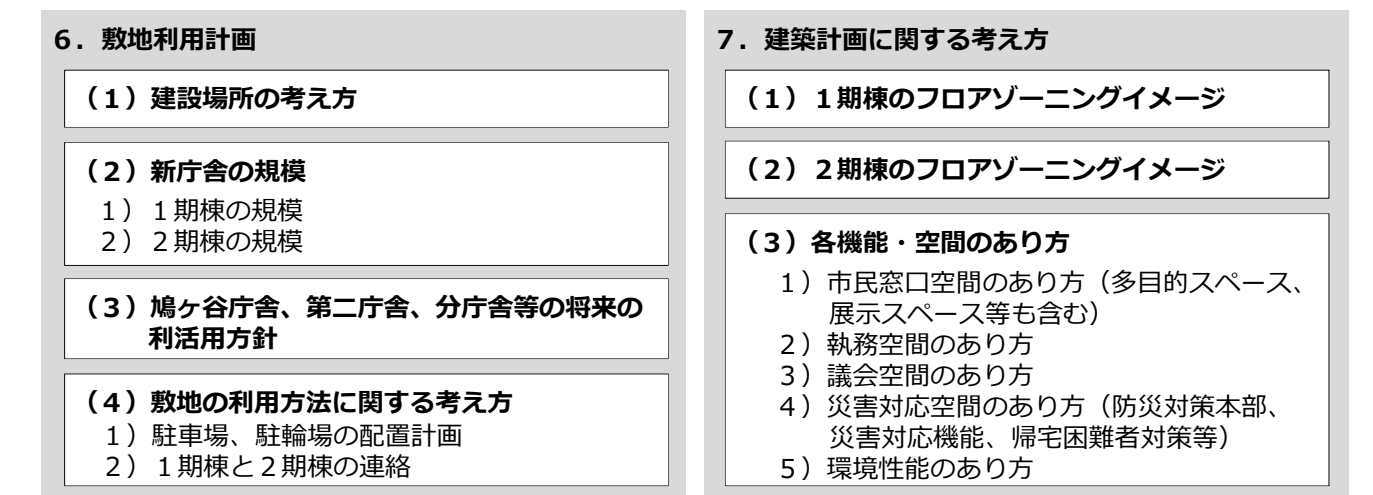 ６．敷地利用計画
（１）建設場所の考え方
（２）新庁舎の規模
１）１期棟の規模
２）２期棟の規模
（３）鳩ヶ谷庁舎、第二庁舎、分庁舎等の将来の
利活用方針
（４）敷地の利用方法に関する考え方
１）駐車場、駐輪場の配置計画
２）１期棟と２期棟の連絡
７．建築計画に関する考え方
（１）１期棟のフロアゾーニングイメージ
（２）２期棟のフロアゾーニングイメージ
（３）各機能・空間のあり方
１）市民窓口空間のあり方（多目的スペース、
展示スペース等も含む）
２）執務空間のあり方
３）議会空間のあり方
４）災害対応空間のあり方（防災対策本部、
災害対応機能、帰宅困難者対策等）
５）環境性能のあり方